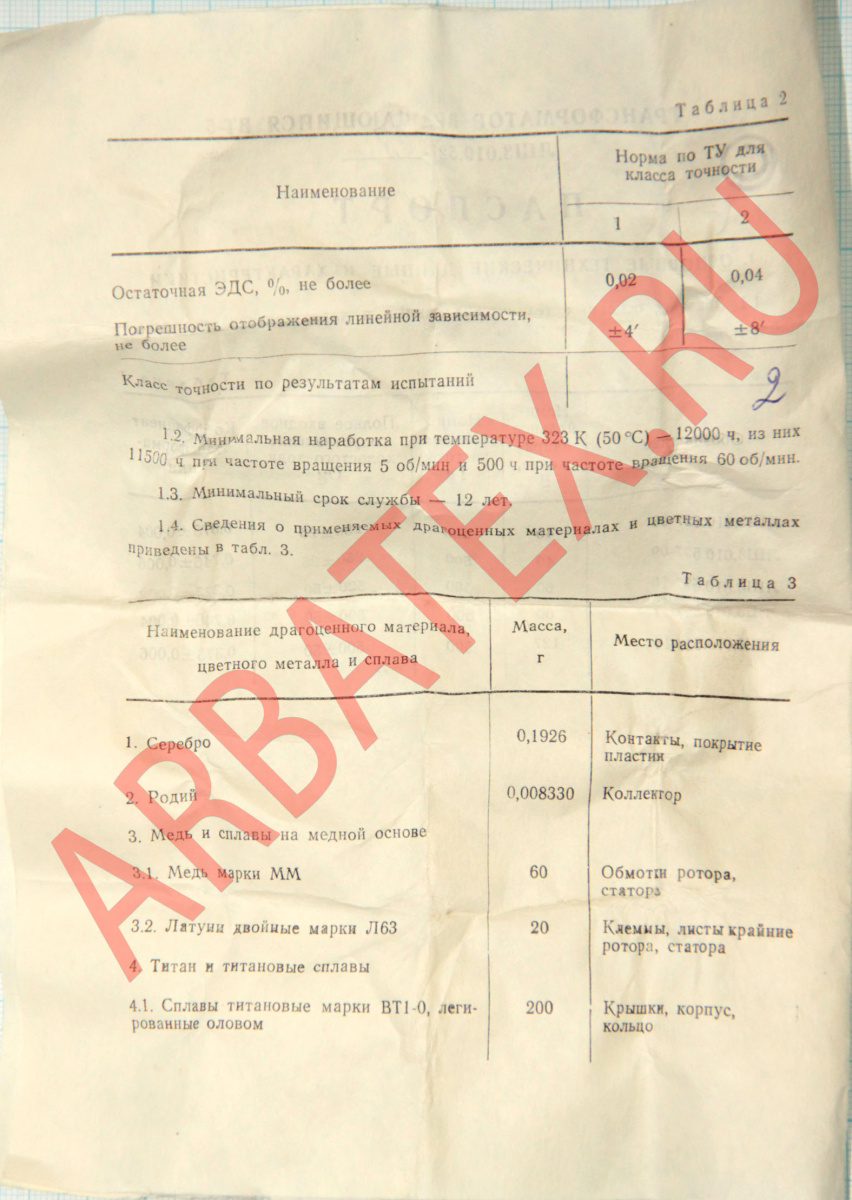 Таблица 2
Наименование
Норма по ТУ для
класса точности
1
2
Остаточная ЭДС, %, не более
0,02
0,04
Погрешность отображения линейной зависимости,
не более
±4′
±8′
Класс точности по результатам испытаний
2
1.2. Минимальная наработка при температуре 323 К (50 °С) — 12000 ч, из них
11500 ч при частоте вращения 5 об/мин и 500 ч при частоте вращения 60 об/мин.
1.3. Минимальный срок службы — 12 лет.
1.4. Сведения о применяемых драгоценных материалах и цветных металлах
приведены в табл. 3.
Таблица 3
Наименование драгоценного материала,
цветного металла и сплава
Масса,
г
Место расположения
1. Серебро
0,1926
Контакты, покрытие
пластин
2. Родий
0,008330
Коллектор
3. Медь и сплавы на медной основе
3.1. Медь марки ММ
60
Обмотки ротора,
статора
3.2. Латуни двойные марки Л63
20
Клеммы, листы крайние
ротора, статора
4. Титан и титановые сплавы
4.1. Сплавы титановые марки ВТ1-0, леги-
рованные оловом
200
Крышки, корпус,
кольцо
ARBATEX.RU